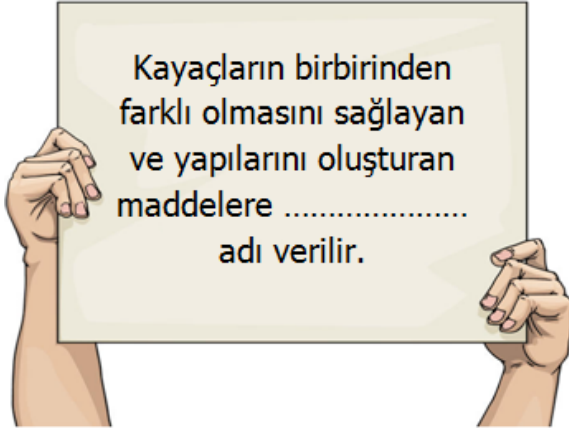 Kayaçların birbirinden
farklı olmasını sağlayan
ve yapılarını oluşturan
maddelere .....................
adı verilir.